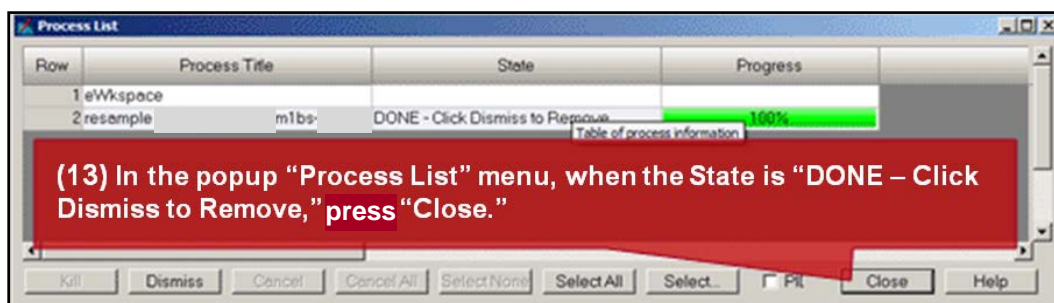 Process List
Row Process Title State Progress
1 eWkspace
2 resample m1bs- DONE - Click Dismiss to Remove 100%
Table of process information
(13) In the popup “Process List” menu, when the State is “DONE – Click
Dismiss to Remove,” press “Close.”
Kill Dismiss Cancel Cancel All Select None Select All Select... Close Help